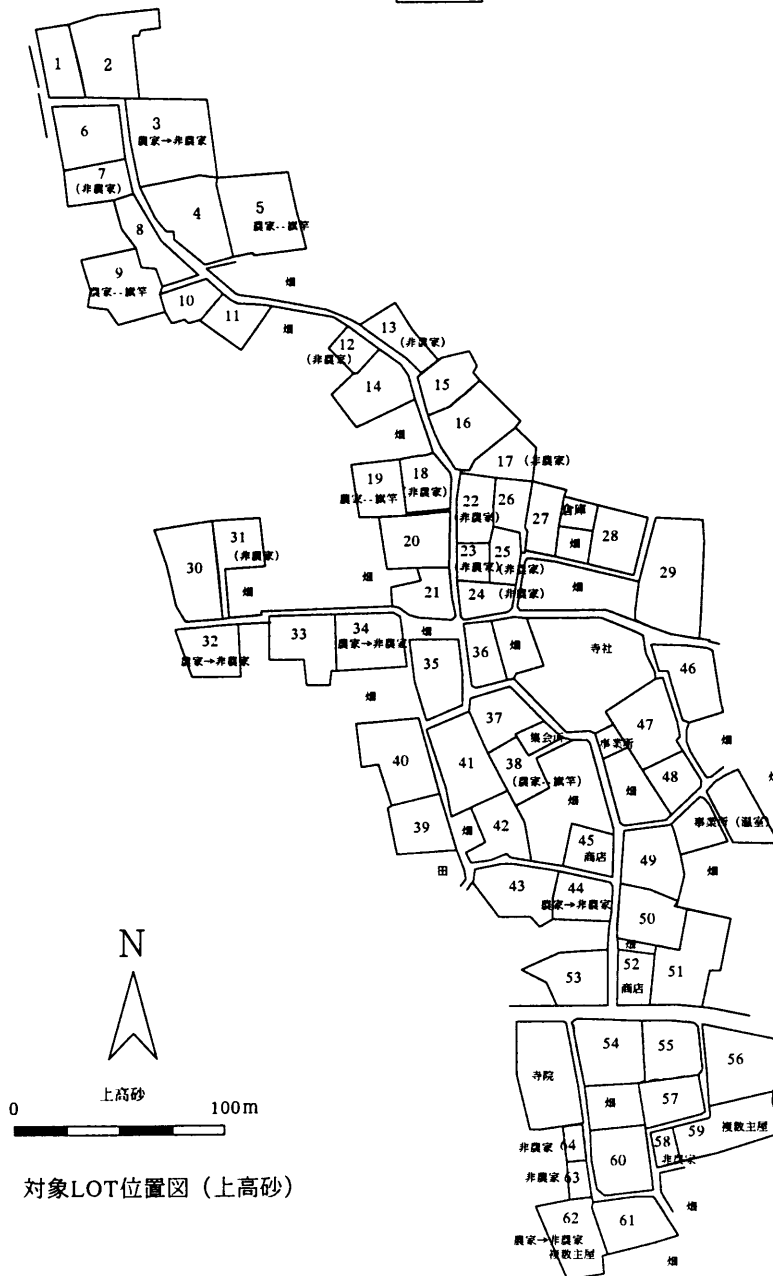 1
2
3
農家→非農家
6
7
(非農家)
4
5
農家‥旗竿
8
9
農家‥旗竿
10
11
畑
畑
12
(非農家)
13
(非農家)
14
15
16
畑
17
(非農家)
18
(非農家)
19
農家‥旗竿
22
(非農家)
26
27
倉庫
畑
28
20
23
(非農家)
25
(非農家)
24
(非農家)
畑
29
30
31
(非農家)
畑
畑
21
32
農家→非農家
33
34
農家→非農家
畑
35
36
畑
寺社
46
畑
37
集会所
38
(農家‥旗竿)
畑
事業所
47
畑
48
畑
畑
事業所(温室)
40
41
39
畑
42
田
45
商店
49
畑
43
44
農家→非農家
50
畑
53
52
商店
51
N
上高砂
0
100m
対象LOT位置図(上高砂)
寺院
54
55
56
畑
57
非農家 64
非農家 63
60
58
非農家
59
複数主屋
畑
62
農家→非農家
複数主屋
61
畑